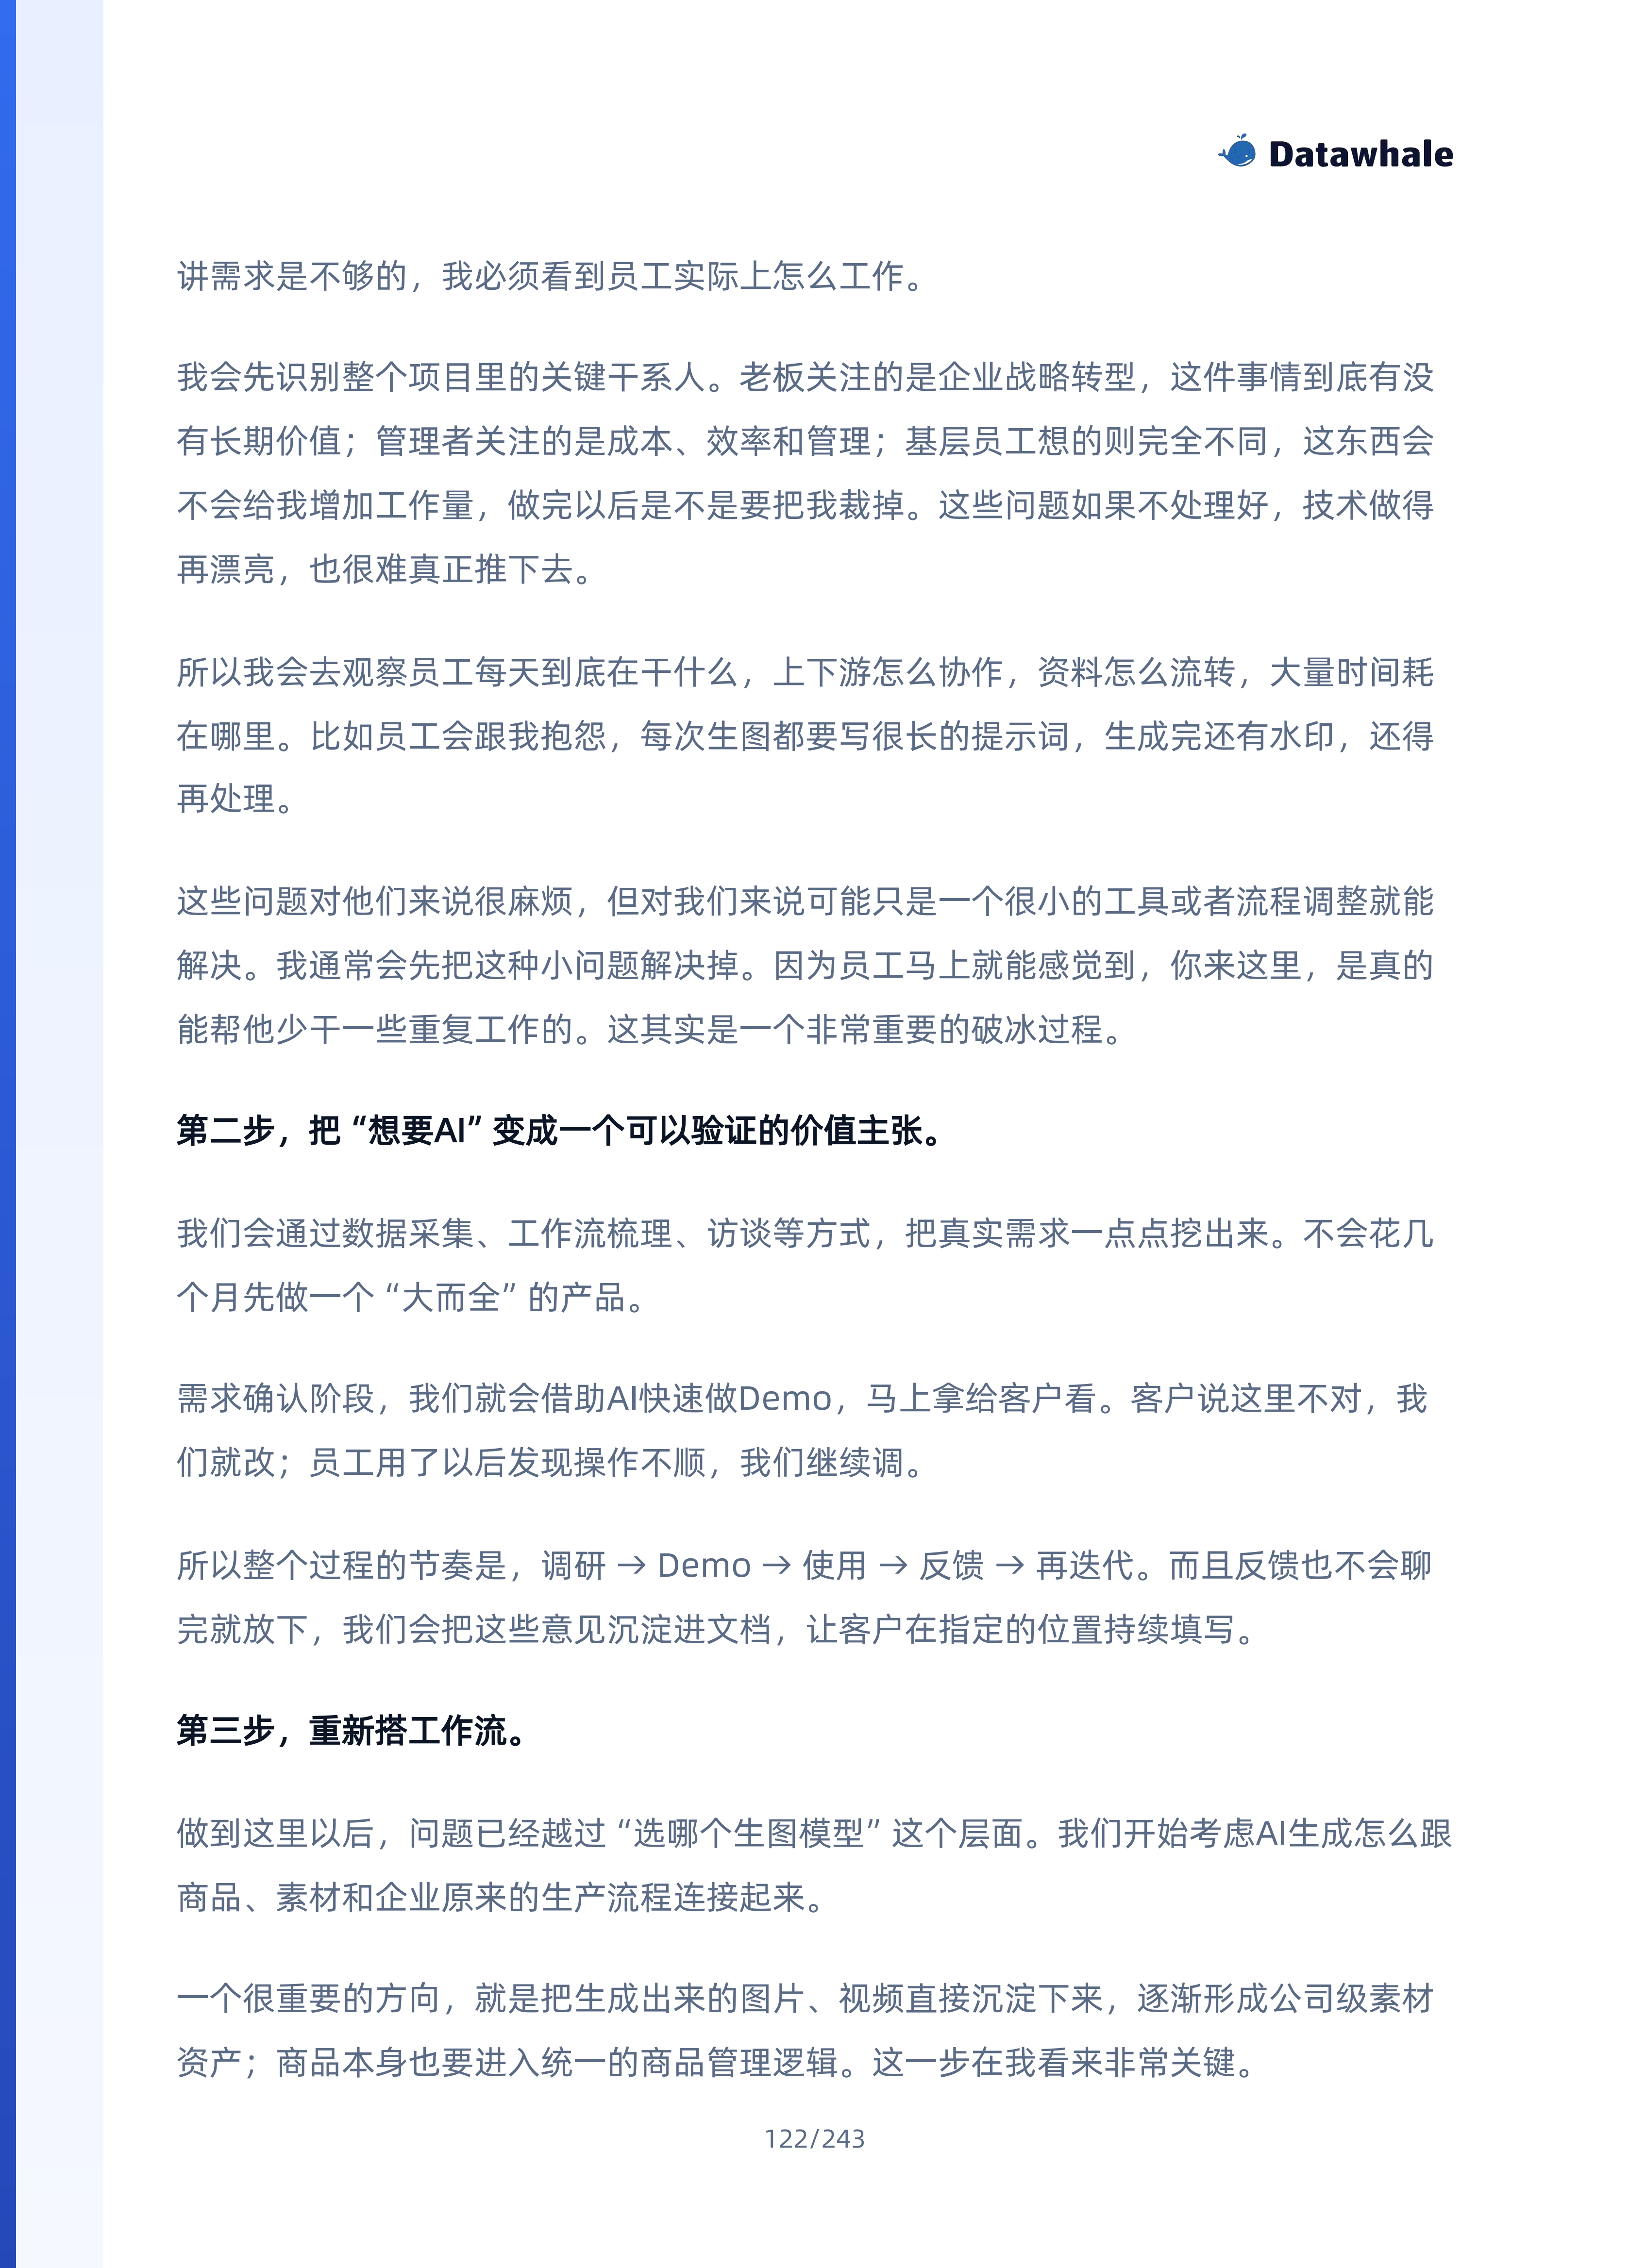 Datawhale
讲需求是不够的，我必须看到员工实际上怎么工作。
我会先识别整个项目里的关键干系人。老板关注的是企业战略转型，这件事情到底有没
有长期价值；管理者关注的是成本、效率和管理；基层员工想的则完全不同，这东西会
不会给我增加工作量，做完以后是不是要把我裁掉。这些问题如果不处理好，技术做得
再漂亮，也很难真正推下去。
所以我会去观察员工每天到底在干什么，上下游怎么协作，资料怎么流转，大量时间耗
在哪里。比如员工会跟我抱怨，每次生图都要写很长的提示词，生成完还有水印，还得
再处理。
这些问题对他们来说很麻烦，但对我们来说可能只是一个很小的工具或者流程调整就能
解决。我通常会先把这种小问题解决掉。因为员工马上就能感觉到，你来这里，是真的
能帮他少干一些重复工作的。这其实是一个非常重要的破冰过程。
第二步，把“想要AI”变成一个可以验证的价值主张。
我们会通过数据采集、工作流梳理、访谈等方式，把真实需求一点点挖出来。不会花几
个月先做一个“大而全”的产品。
需求确认阶段，我们就会借助AI快速做Demo，马上拿给客户看。客户说这里不对，我
们就改；员工用了以后发现操作不顺，我们继续调。
所以整个过程的节奏是，调研 → Demo → 使用 → 反馈 → 再迭代。而且反馈也不会聊
完就放下，我们会把这些意见沉淀进文档，让客户在指定的位置持续填写。
第三步，重新搭工作流。
做到这里以后，问题已经越过“选哪个生图模型”这个层面。我们开始考虑AI生成怎么跟
商品、素材和企业原来的生产流程连接起来。
一个很重要的方向，就是把生成出来的图片、视频直接沉淀下来，逐渐形成公司级素材
资产；商品本身也要进入统一的商品管理逻辑。这一步在我看来非常关键。
122/243